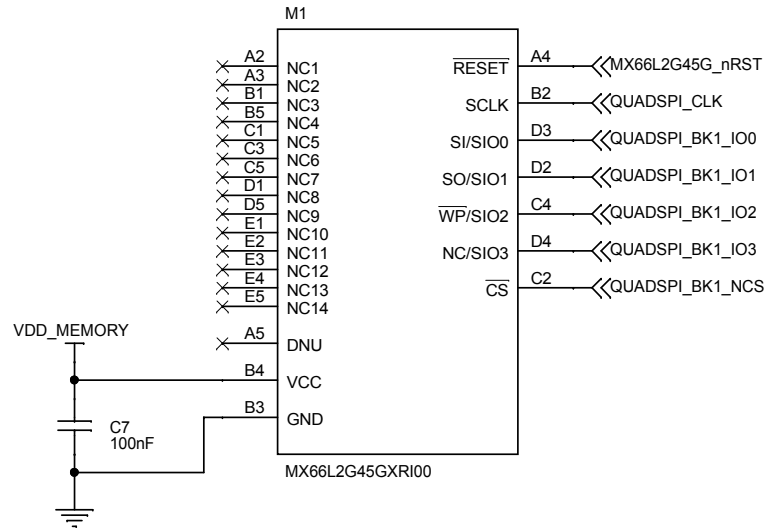 M1
A2 NC1
A3 NC2
B1 NC3
B5 NC4
C1 NC5
C3 NC6
C5 NC7
D1 NC8
D5 NC9
E1 NC10
E2 NC11
E3 NC12
E4 NC13
E5 NC14
A5 DNU
VDD_MEMORY
B4 VCC
B3 GND
C7
100nF
RESET A4 MX66L2G45G_nRST
SCLK B2 QUADSPI_CLK
SI/SIO0 D3 QUADSPI_BK1_IO0
SO/SIO1 D2 QUADSPI_BK1_IO1
WP/SIO2 C4 QUADSPI_BK1_IO2
NC/SIO3 D4 QUADSPI_BK1_IO3
CS C2 QUADSPI_BK1_NCS
MX66L2G45GXRI00